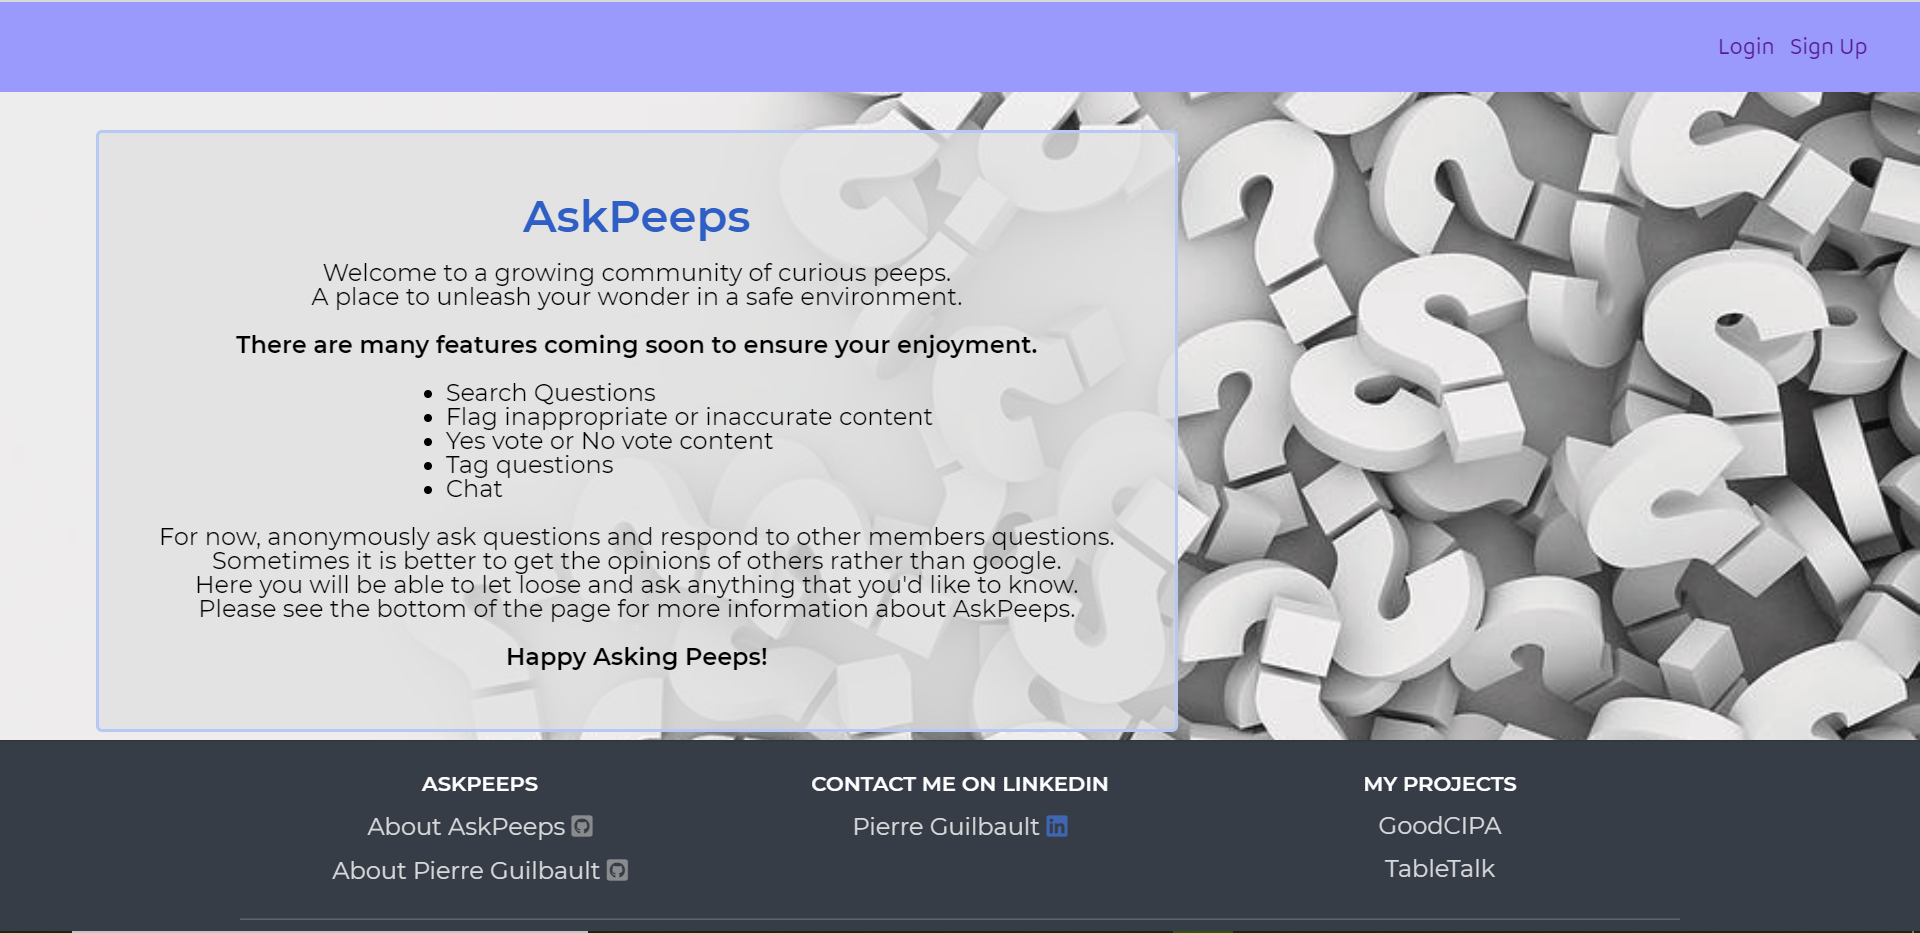 Login Sign Up
AskPeeps
Welcome to a growing community of curious peeps.
A place to unleash your wonder in a safe environment.
There are many features coming soon to ensure your enjoyment.
• Search Questions
• Flag inappropriate or inaccurate content
• Yes vote or No vote content
• Tag questions
• Chat
For now, anonymously ask questions and respond to other members questions.
Sometimes it is better to get the opinions of others rather than google.
Here you will be able to let loose and ask anything that you'd like to know.
Please see the bottom of the page for more information about AskPeeps.
Happy Asking Peeps!
ASKPEEPS
About AskPeeps
About Pierre Guilbault
CONTACT ME ON LINKEDIN
Pierre Guilbault in
MY PROJECTS
GoodCIPA
TableTalk